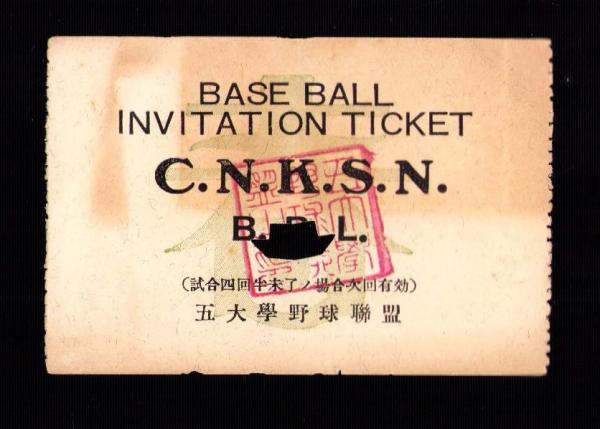 BASE BALL
INVITATION TICKET
C.N.K.S.N.
B. B. L.
(試合四回半未了ノ場合次回有効)
五大學野球聯盟